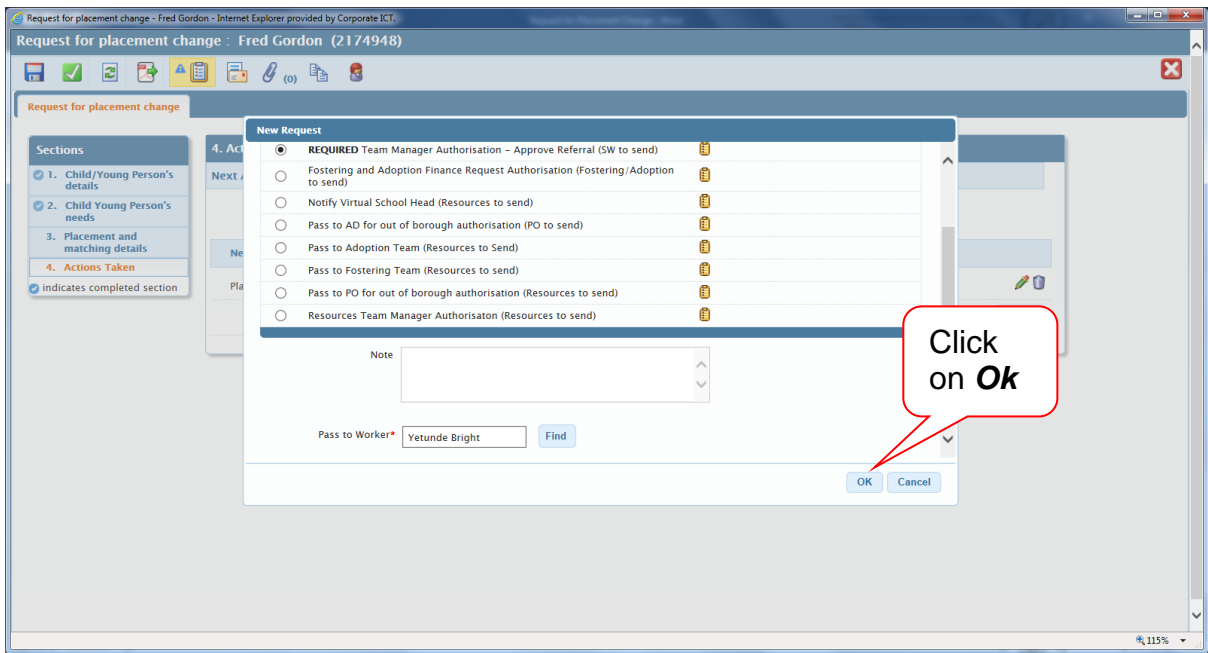 Request for placement change - Fred Gordon - Internet Explorer provided by Corporate ICT.
Request for placement change : Fred Gordon (2174948)
(0)
Request for placement change
Sections
1. Child/Young Person's
details
2. Child Young Person's
needs
3. Placement and
matching details
4. Actions Taken
indicates completed section
4. Act
Next A
Ne
Pla
New Request
REQUIRED Team Manager Authorisation – Approve Referral (SW to send)
Fostering and Adoption Finance Request Authorisation (Fostering/Adoption
to send)
Notify Virtual School Head (Resources to send)
Pass to AD for out of borough authorisation (PO to send)
Pass to Adoption Team (Resources to Send)
Pass to Fostering Team (Resources to send)
Pass to PO for out of borough authorisation (Resources to send)
Resources Team Manager Authorisaton (Resources to send)
Note
Pass to Worker* Yetunde Bright Find
OK Cancel
Click
on Ok
115%